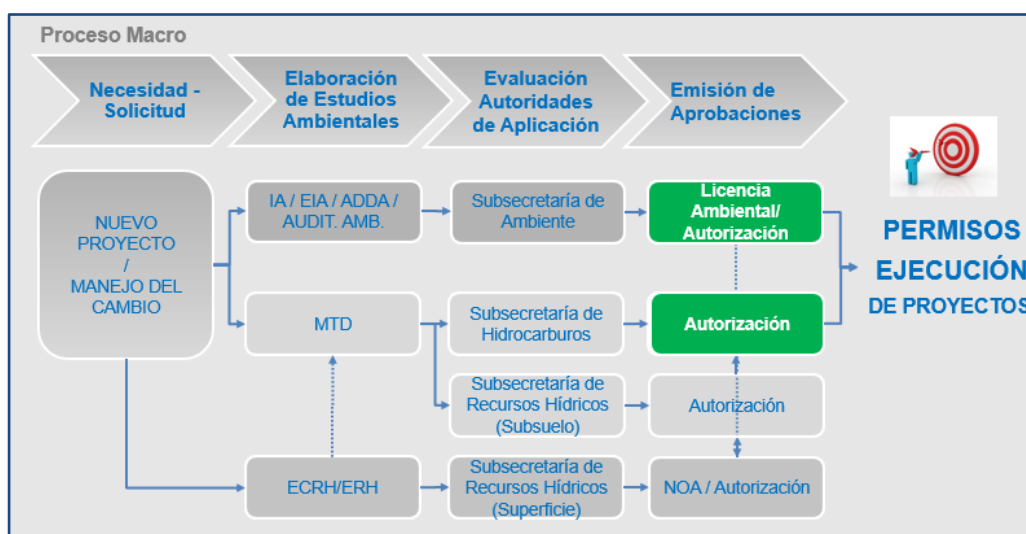 Proceso Macro
Necesidad -
Solicitud
Elaboración
de Estudios
Ambientales
Evaluación
Autoridades
de Aplicación
Emisión de
Aprobaciones
NUEVO
PROYECTO
/
MANEJO DEL
CAMBIO
IA / EIA / ADDA /
AUDIT. AMB.
Subsecretaría de
Ambiente
Licencia
Ambiental/
Autorización
MTD
Subsecretaría de
Hidrocarburos
Autorización
Subsecretaría de
Recursos Hídricos
(Subsuelo)
Autorización
ECRH/ERH
Subsecretaría de
Recursos Hídricos
(Superficie)
NOA / Autorización
PERMISOS
EJECUCIÓN
DE PROYECTOS